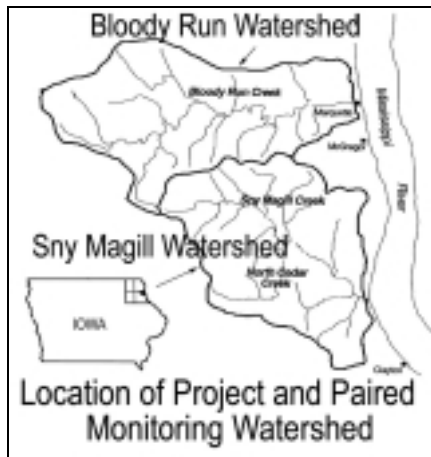 Bloody Run Watershed
Bloody Run Creek
Marquette
McGregor
Mississippi
River
Sny Magill Creek
Sny Magill Watershed
North Cedar
Creek
IOWA
Location of Project and Paired
Monitoring Watershed